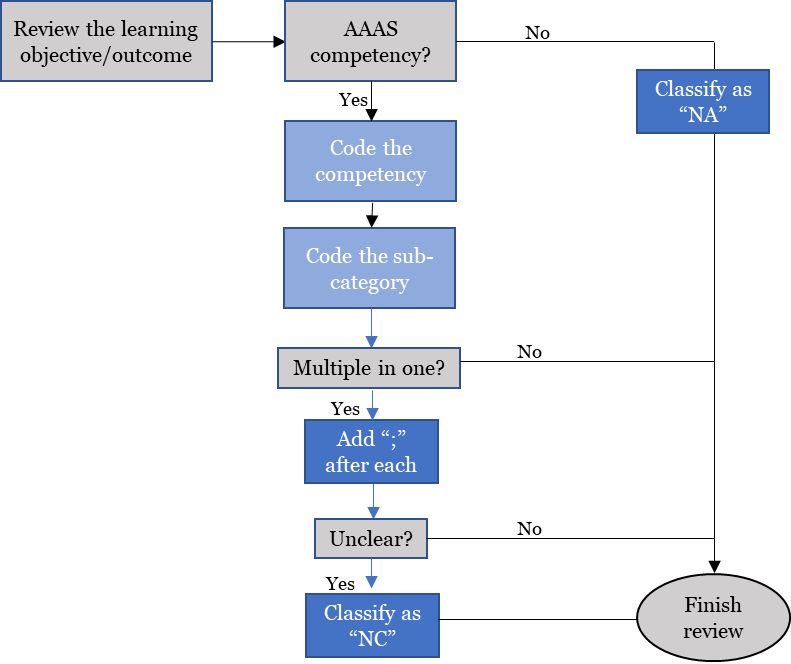 Review the learning
objective/outcome
AAAS
competency?
No
Classify as
“NA”
Yes
Code the
competency
Code the sub-
category
Multiple in one?
No
Yes
Add “;”
after each
Unclear?
No
Yes
Classify as
“NC”
Finish
review